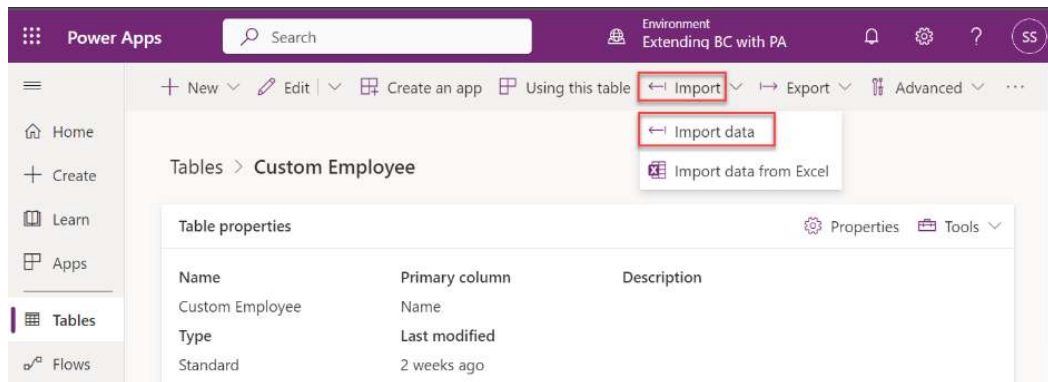 Environment
Power Apps Search Extending BC with PA ? SS
New Edit Create an app Using this table Import Export Advanced ...
Home Import data
Create Tables > Custom Employee Import data from Excel
Learn Table properties Properties Tools
Apps
Name Primary column Description
Custom Employee Name
Tables Type Last modified
Flows Standard 2 weeks ago